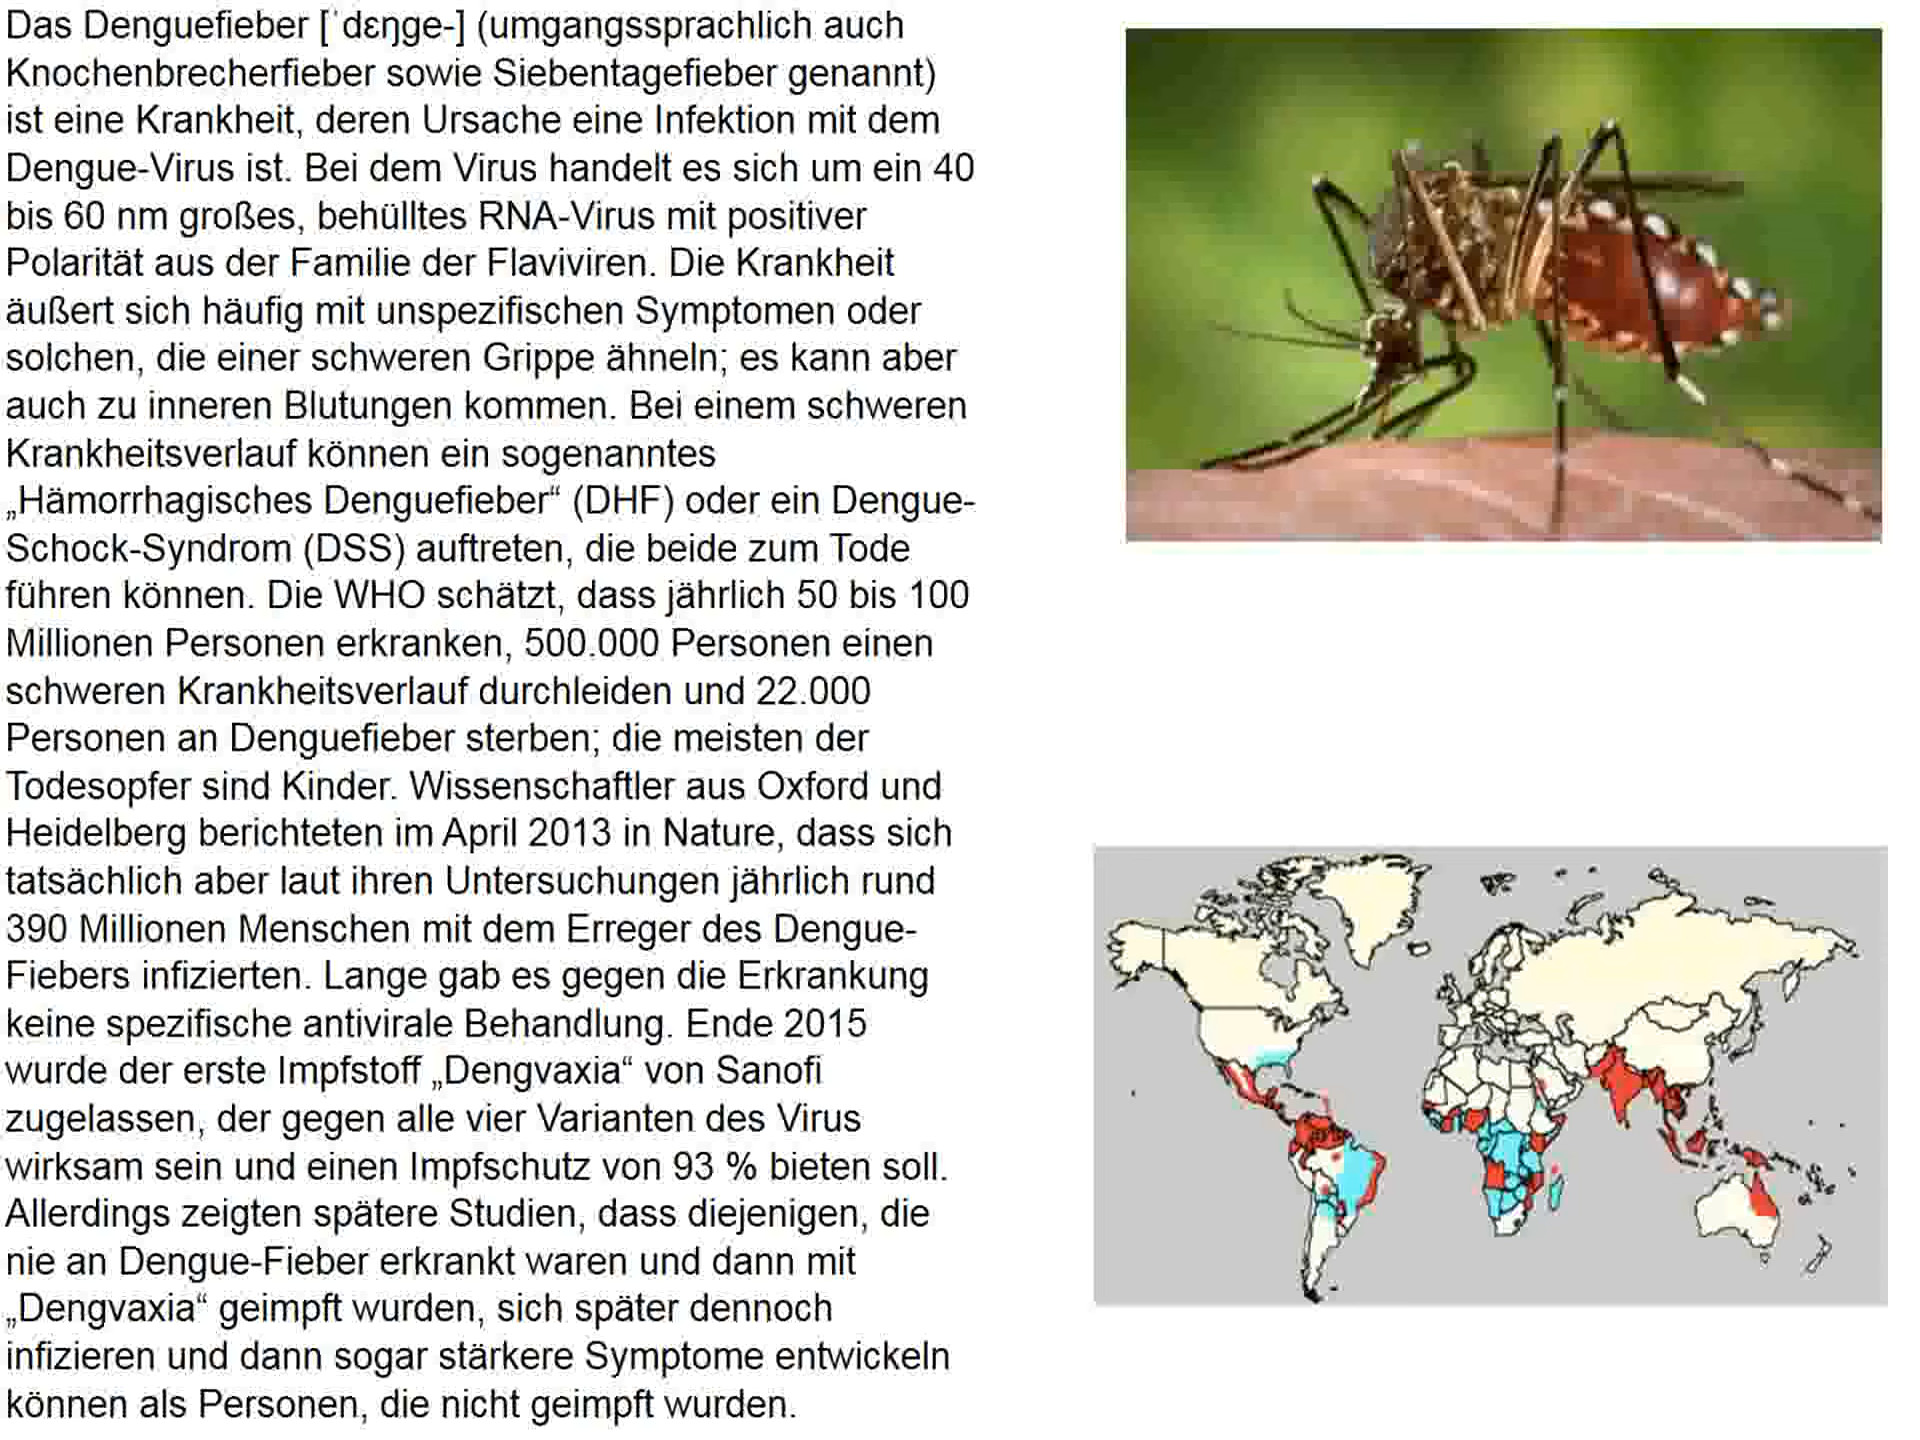 Das Denguefieber [ˈdɛŋge-] (umgangssprachlich auch
Knochenbrecherfieber sowie Siebentagefieber genannt)
ist eine Krankheit, deren Ursache eine Infektion mit dem
Dengue-Virus ist. Bei dem Virus handelt es sich um ein 40
bis 60 nm großes, behülltes RNA-Virus mit positiver
Polarität aus der Familie der Flaviviren. Die Krankheit
äußert sich häufig mit unspezifischen Symptomen oder
solchen, die einer schweren Grippe ähneln; es kann aber
auch zu inneren Blutungen kommen. Bei einem schweren
Krankheitsverlauf können ein sogenanntes
„Hämorrhagisches Denguefieber“ (DHF) oder ein Dengue-
Schock-Syndrom (DSS) auftreten, die beide zum Tode
führen können. Die WHO schätzt, dass jährlich 50 bis 100
Millionen Personen erkranken, 500.000 Personen einen
schweren Krankheitsverlauf durchleiden und 22.000
Personen an Denguefieber sterben; die meisten der
Todesopfer sind Kinder. Wissenschaftler aus Oxford und
Heidelberg berichteten im April 2013 in Nature, dass sich
tatsächlich aber laut ihren Untersuchungen jährlich rund
390 Millionen Menschen mit dem Erreger des Dengue-
Fiebers infizierten. Lange gab es gegen die Erkrankung
keine spezifische antivirale Behandlung. Ende 2015
wurde der erste Impfstoff „Dengvaxia“ von Sanofi
zugelassen, der gegen alle vier Varianten des Virus
wirksam sein und einen Impfschutz von 93 % bieten soll.
Allerdings zeigten spätere Studien, dass diejenigen, die
nie an Dengue-Fieber erkrankt waren und dann mit
„Dengvaxia“ geimpft wurden, sich später dennoch
infizieren und dann sogar stärkere Symptome entwickeln
können als Personen, die nicht geimpft wurden.